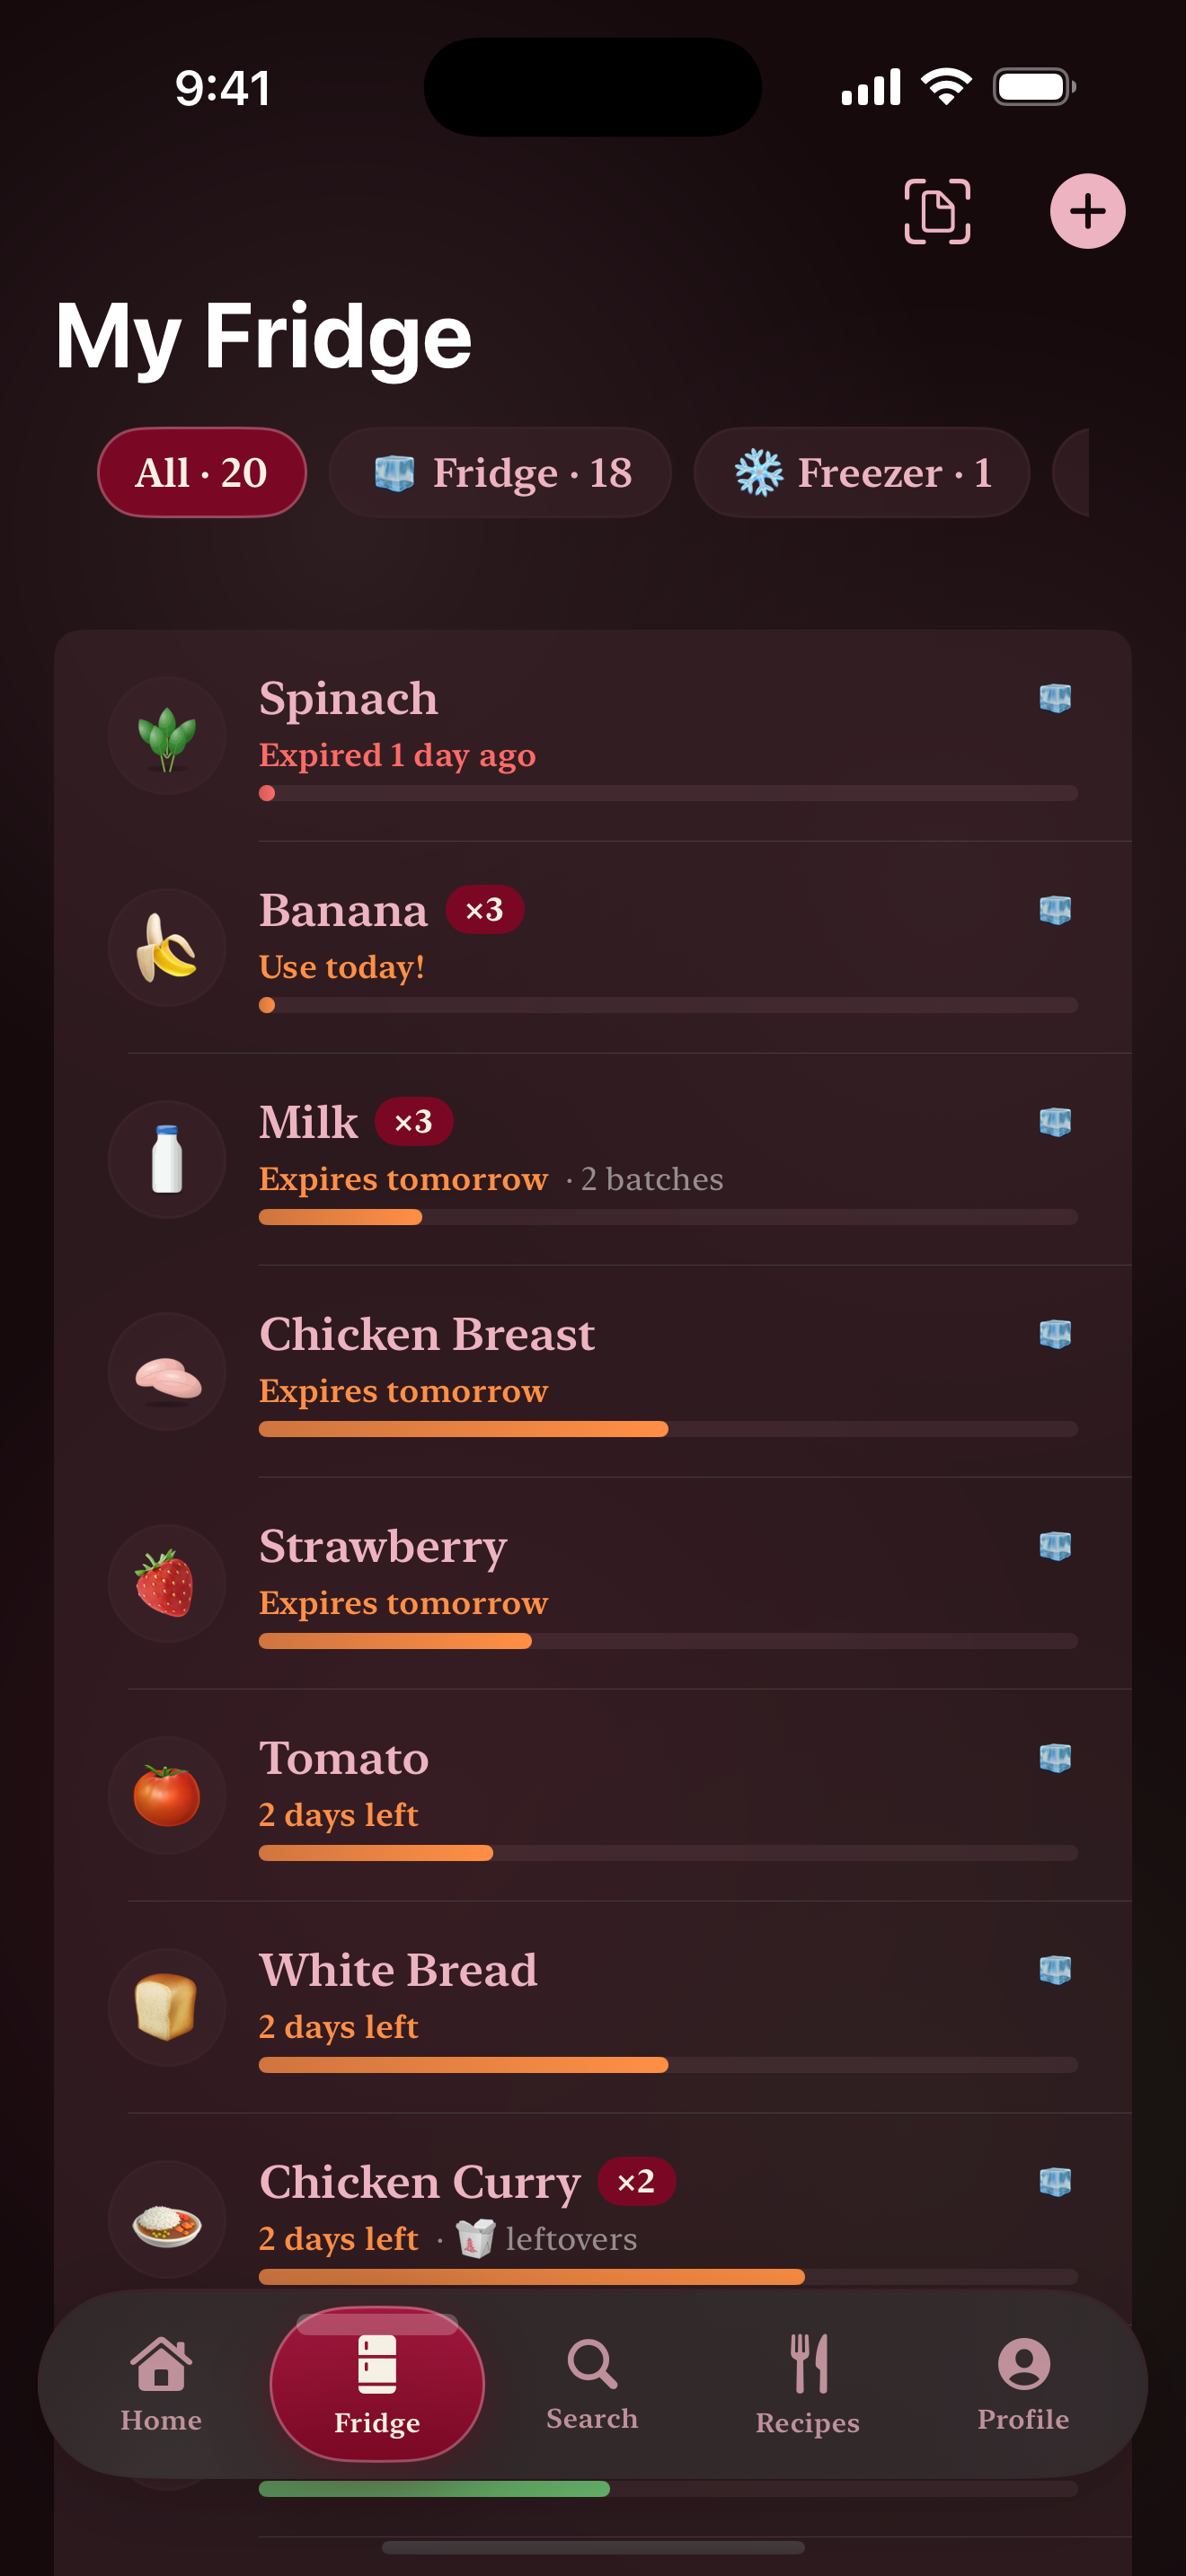 9:41
My Fridge
All · 20
Fridge · 18
Freezer · 1
Spinach
Expired 1 day ago
Banana ×3
Use today!
Milk ×3
Expires tomorrow · 2 batches
Chicken Breast
Expires tomorrow
Strawberry
Expires tomorrow
Tomato
2 days left
White Bread
2 days left
Chicken Curry ×2
2 days left · leftovers
Home
Fridge
Search
Recipes
Profile